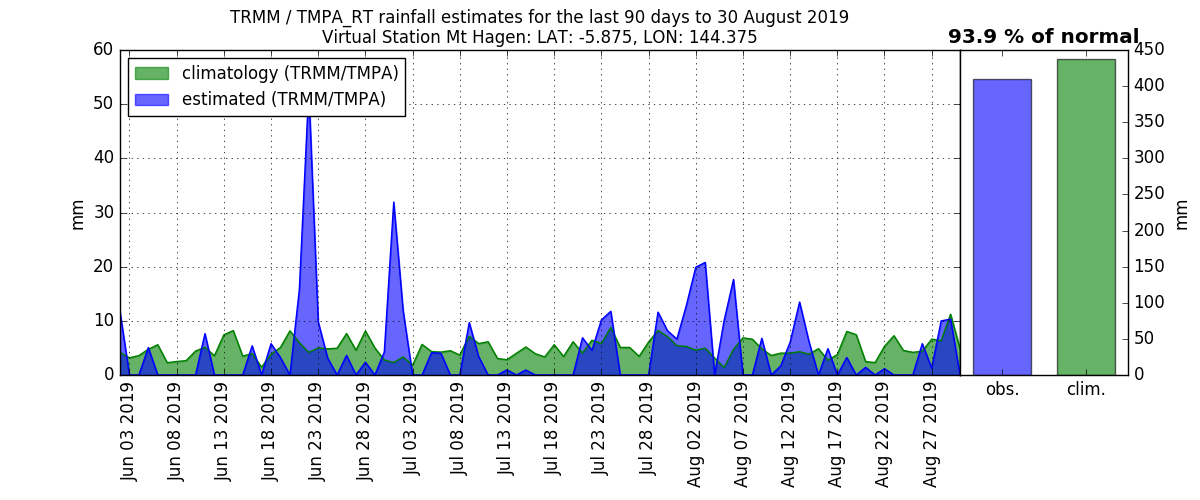 TRMM / TMPA_RT rainfall estimates for the last 90 days to 30 August 2019
Virtual Station Mt Hagen: LAT: -5.875, LON: 144.375
93.9 % of normal
climatology (TRMM/TMPA)
estimated (TRMM/TMPA)
60
50
40
30
20
10
0
mm
Jun 03 2019
Jun 08 2019
Jun 13 2019
Jun 18 2019
Jun 23 2019
Jun 28 2019
Jul 03 2019
Jul 08 2019
Jul 13 2019
Jul 18 2019
Jul 23 2019
Jul 28 2019
Aug 02 2019
Aug 07 2019
Aug 12 2019
Aug 17 2019
Aug 22 2019
Aug 27 2019
obs.
clim.
450
400
350
300
250
200
150
100
50
0
mm